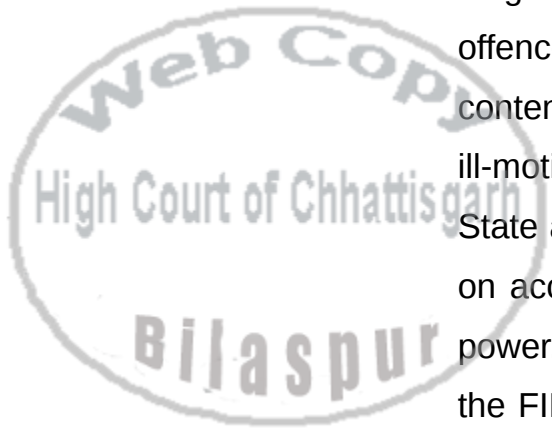 Web Copy
High Court of Chhattisgarh
Bilaspur
offenc
conten
ill-moti
State a
on acc
power
the FI